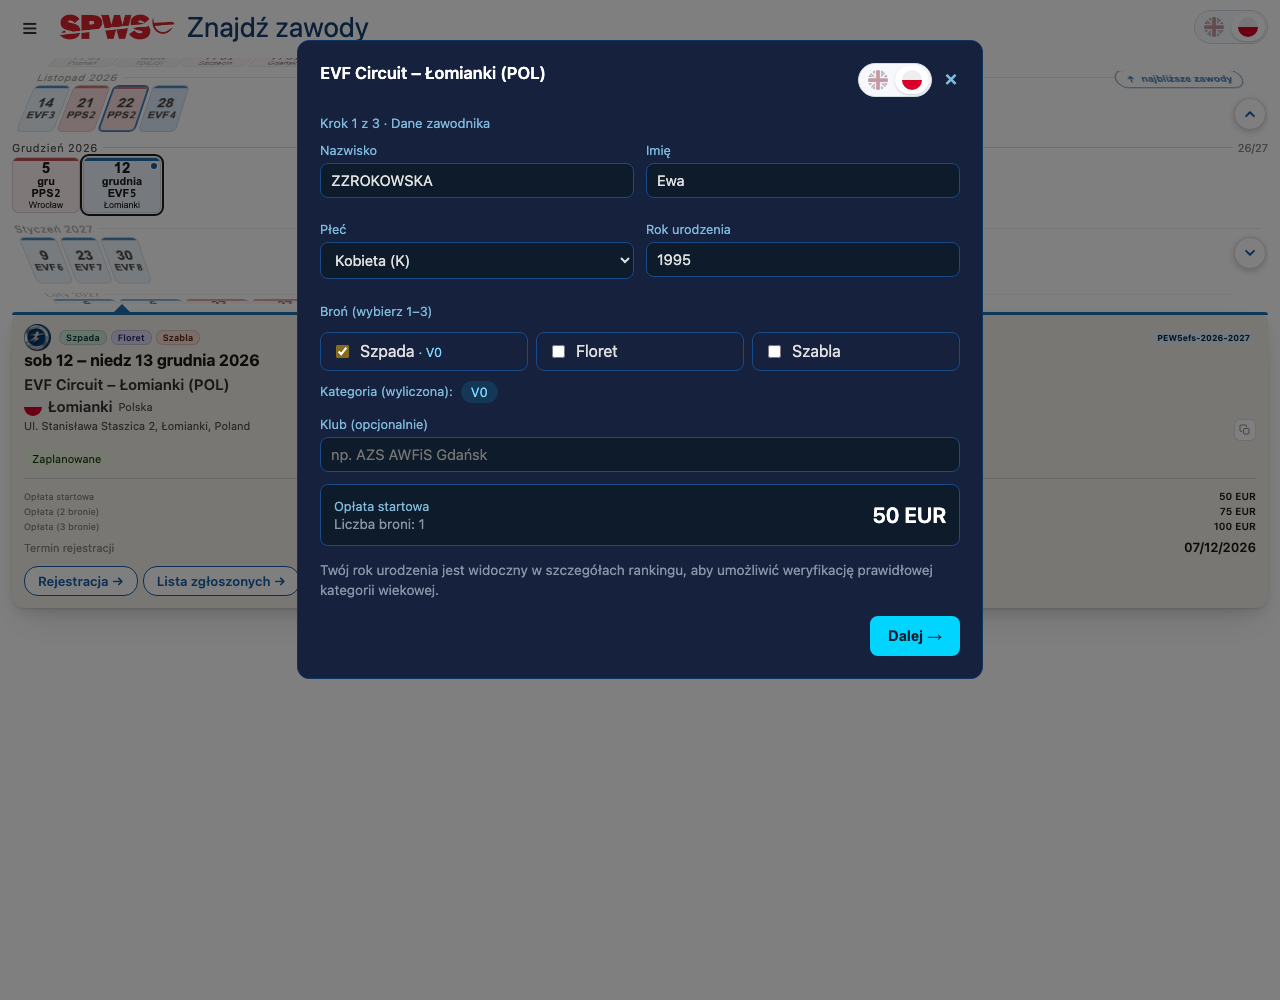 SPWS Znajdź zawody
Listopad 2026
↑ najbliższe zawody
14 EVF3
21 PPS2
22 PPS2
28 EVF4
Grudzień 2026
26/27
5 gru PPS2 Wrocław
12 grudnia EVF5 Łomianki
Styczeń 2027
9 EVF6
23 EVF7
30 EVF8
Szpada Floret Szabla
PEW5efs-2026-2027
sob 12 – niedz 13 grudnia 2026
EVF Circuit – Łomianki (POL)
Łomianki Polska
Ul. Stanisława Staszica 2, Łomianki, Poland
Zaplanowane
Opłata startowa 50 EUR
Opłata (2 bronie) 75 EUR
Opłata (3 bronie) 100 EUR
Termin rejestracji 07/12/2026
Rejestracja → Lista zgłoszonych →
EVF Circuit – Łomianki (POL)
×
Krok 1 z 3 · Dane zawodnika
Nazwisko Imię
ZZROKOWSKA Ewa
Płeć Rok urodzenia
Kobieta (K) 1995
Broń (wybierz 1–3)
Szpada · V0 Floret Szabla
Kategoria (wyliczona): V0
Klub (opcjonalnie)
np. AZS AWFiS Gdańsk
Opłata startowa
Liczba broni: 1
50 EUR
Twój rok urodzenia jest widoczny w szczegółach rankingu, aby umożliwić weryfikację prawidłowej
kategorii wiekowej.
Dalej →